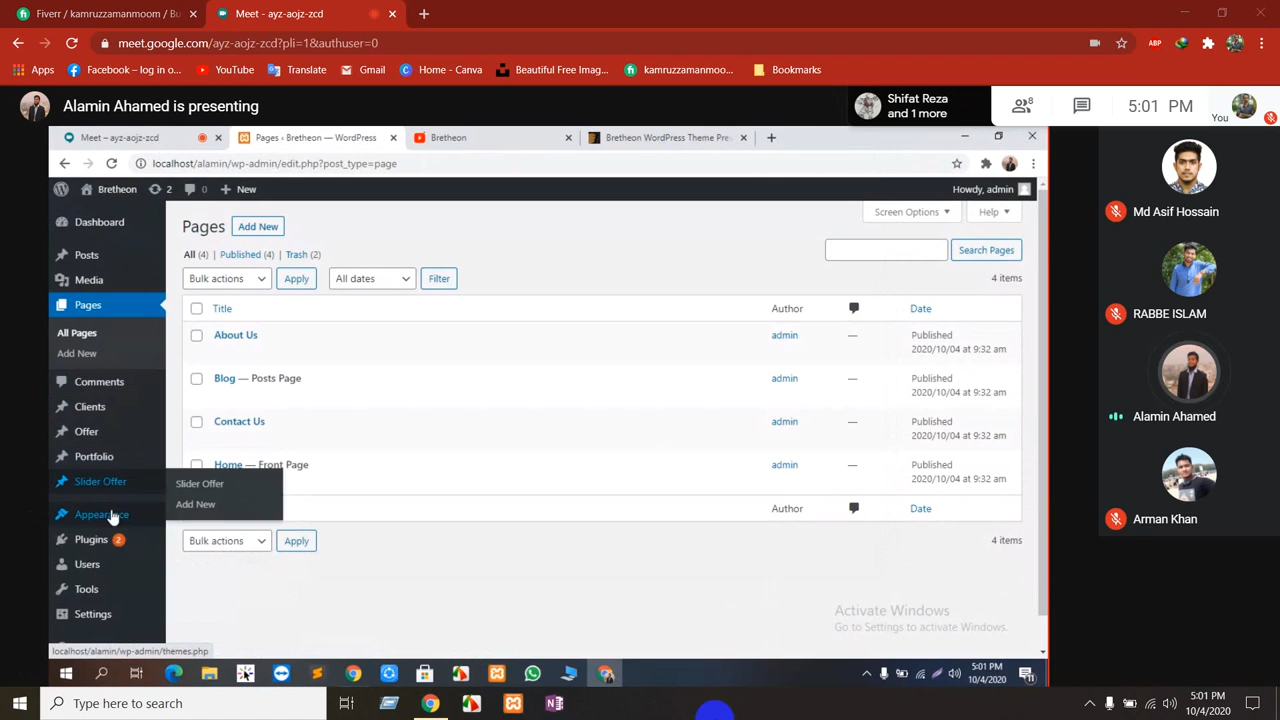 Fiverr / kamruzzamanmoom / Bu
Meet - ayz-aojz-zcd
meet.google.com/ayz-aojz-zcd?pli=1&authuser=0
ABP
Apps
Facebook – log in o...
YouTube
Translate
Gmail
Home - Canva
Beautiful Free Imag...
kamruzzamanmoo...
Bookmarks
Alamin Ahamed is presenting
Shifat Reza
and 1 more
8
5:01 PM
You
Meet – ayz-aojz-zcd
Pages ‹ Bretheon — WordPress
Bretheon
Bretheon WordPress Theme Pre
localhost/alamin/wp-admin/edit.php?post_type=page
Bretheon
2
0
New
Howdy, admin
Dashboard
Posts
Media
Pages
All Pages
Add New
Comments
Clients
Offer
Portfolio
Slider Offer
Appearance
Plugins 2
Users
Tools
Settings
Slider Offer
Add New
Pages
Add New
Screen Options
Help
All (4) | Published (4) | Trash (2)
Search Pages
Bulk actions
Apply
All dates
Filter
4 items
Title
Author
Date
About Us
admin
—
Published
2020/10/04 at 9:32 am
Blog — Posts Page
admin
—
Published
2020/10/04 at 9:32 am
Contact Us
admin
—
Published
2020/10/04 at 9:32 am
Home — Front Page
admin
—
Published
2020/10/04 at 9:32 am
Author
Date
Bulk actions
Apply
4 items
Activate Windows
Go to Settings to activate Windows.
localhost/alamin/wp-admin/themes.php
5:01 PM
10/4/2020
Md Asif Hossain
RABBE ISLAM
Alamin Ahamed
Arman Khan
Type here to search
5:01 PM
10/4/2020